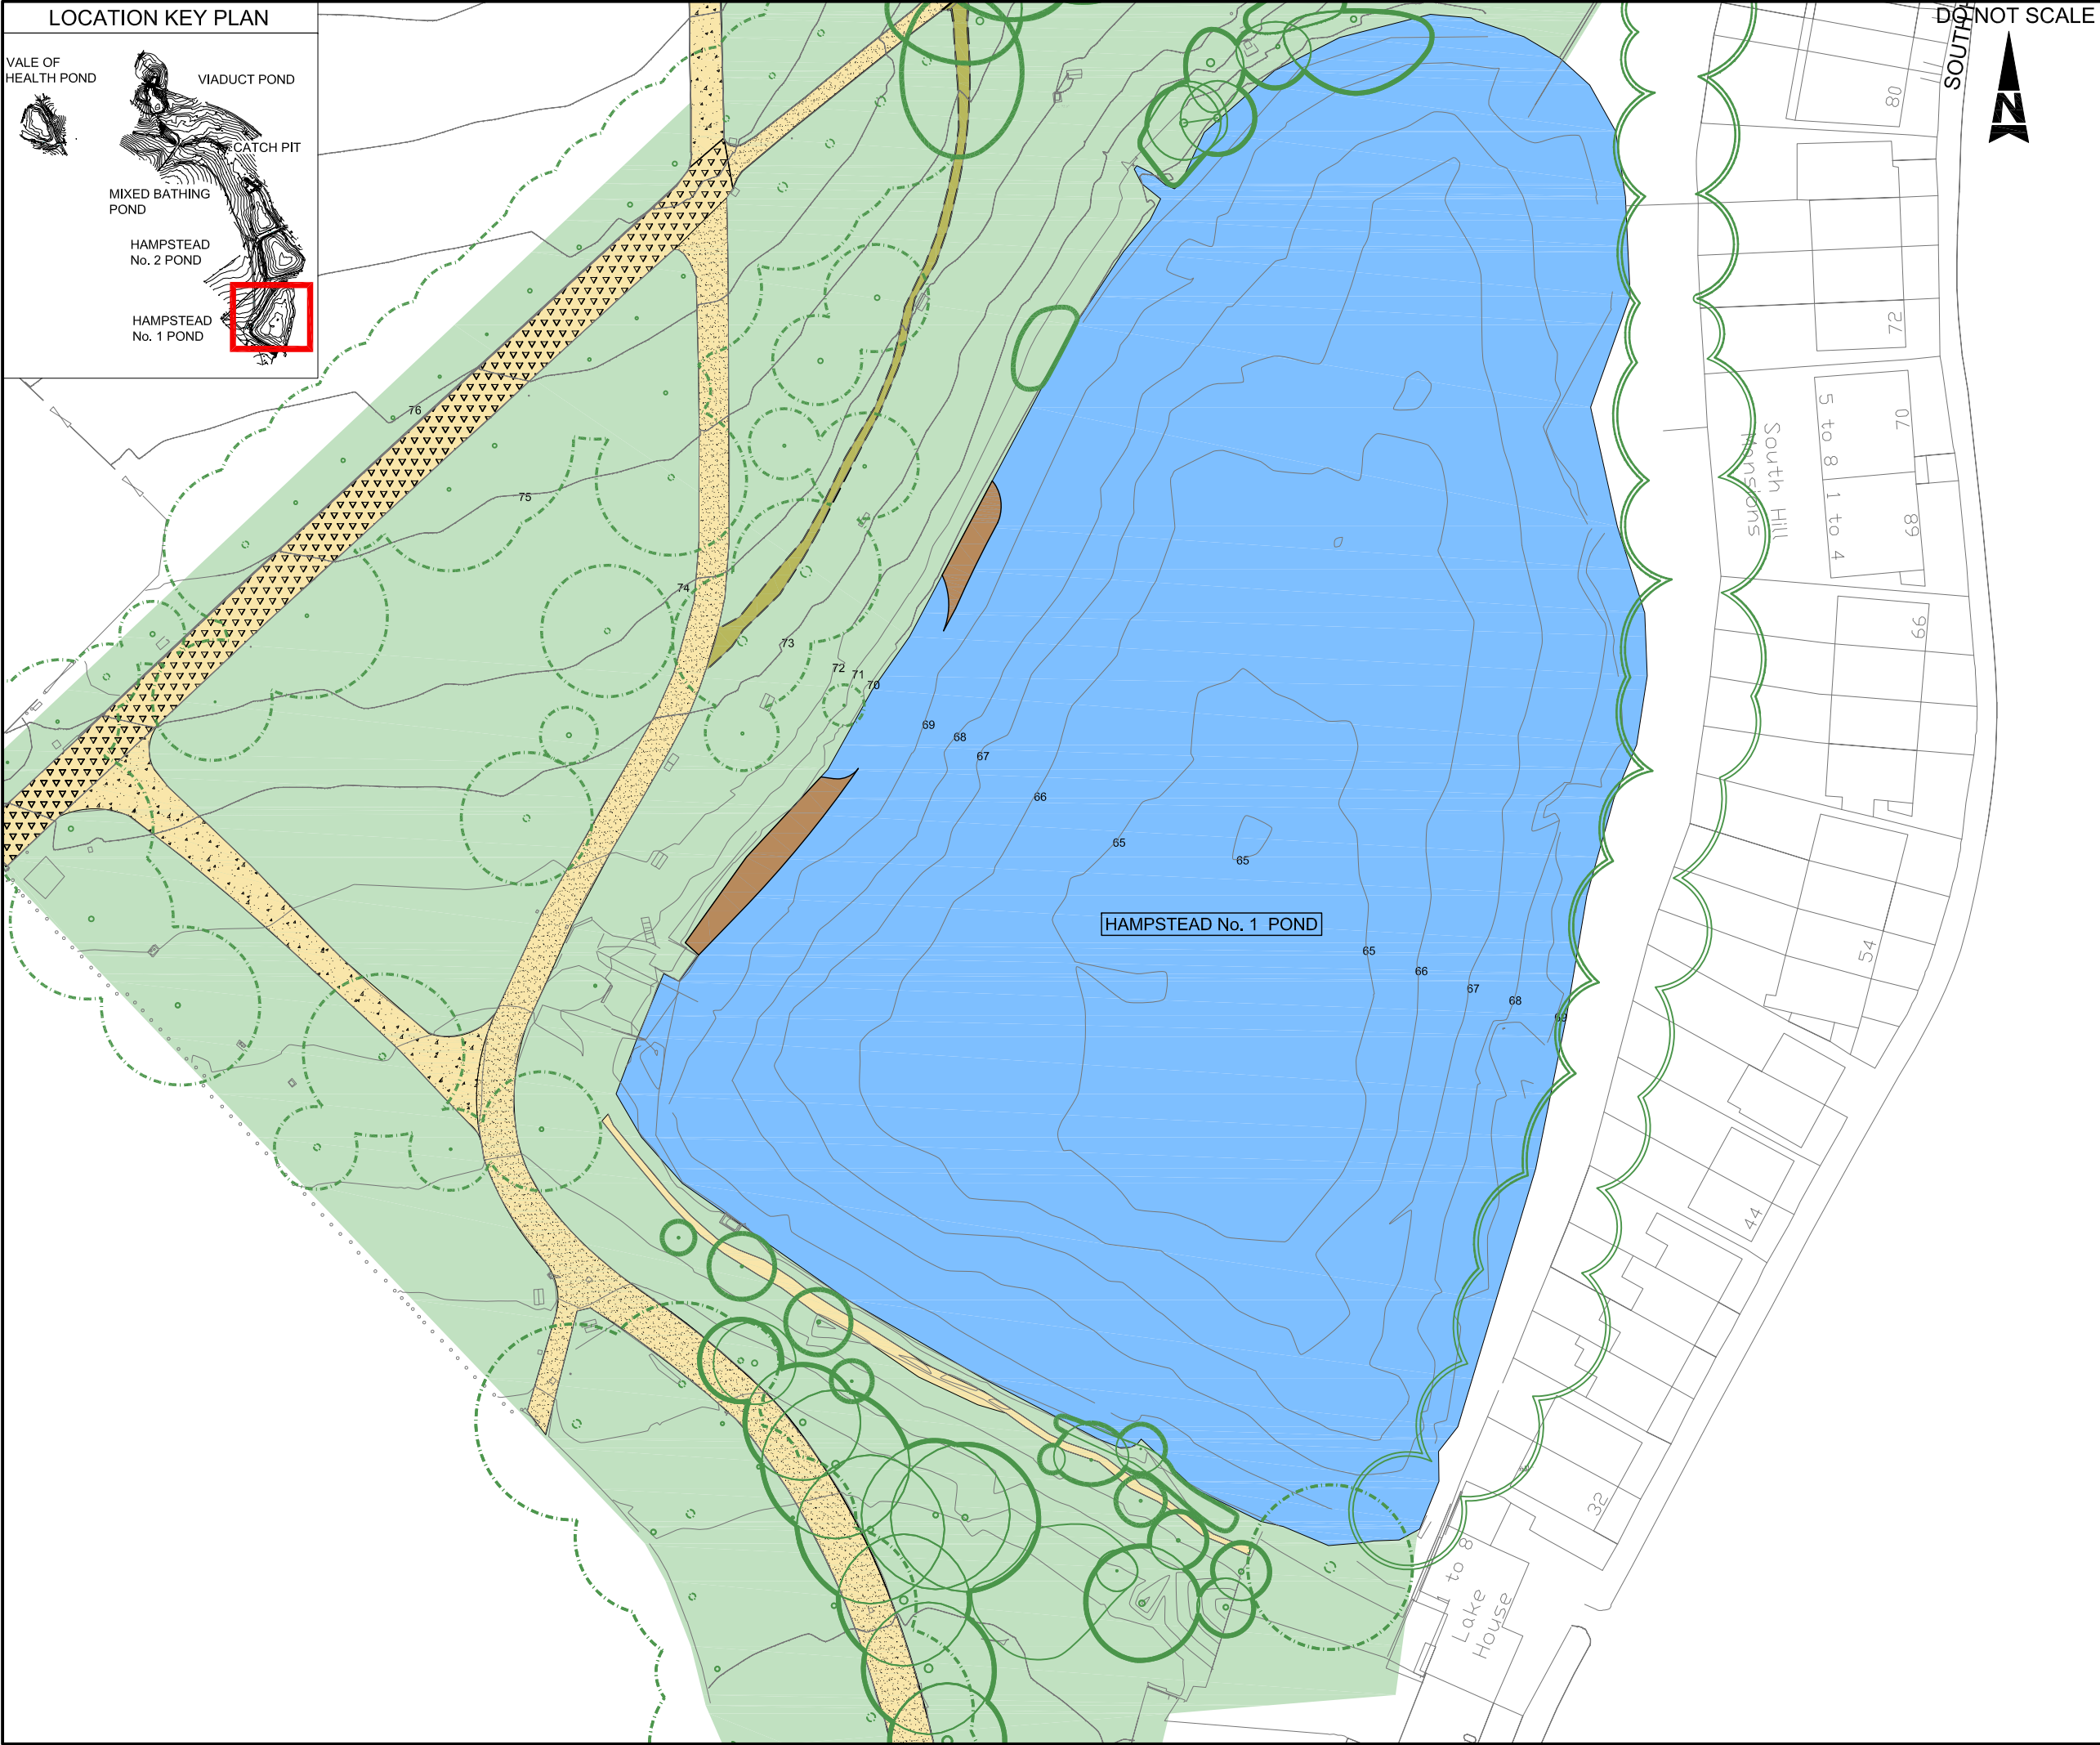 LOCATION KEY PLAN
VALE OF
HEALTH POND
VIADUCT POND
CATCH PIT
MIXED BATHING
POND
HAMPSTEAD
No. 2 POND
HAMPSTEAD
No. 1 POND
DO NOT SCALE
N
80
72
70
5 to 8
1 to 4
68
South Hill
Mansions
66
54
44
32
to 8
Lake
House
76
75
74
73
72
71
70
69
68
67
66
65
65
HAMPSTEAD No. 1 POND
65
66
67
68
69